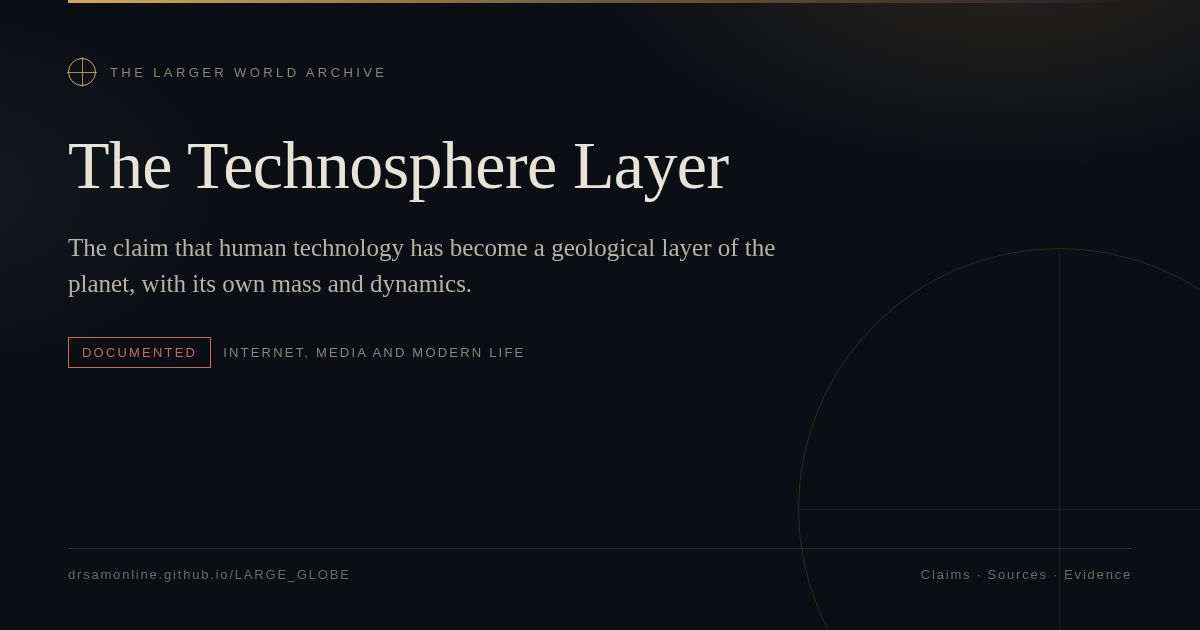 THE LARGER WORLD ARCHIVE
The Technosphere Layer
The claim that human technology has become a geological layer of the
planet, with its own mass and dynamics.
DOCUMENTED INTERNET, MEDIA AND MODERN LIFE
drsamonline.github.io/LARGE_GLOBE Claims · Sources · Evidence